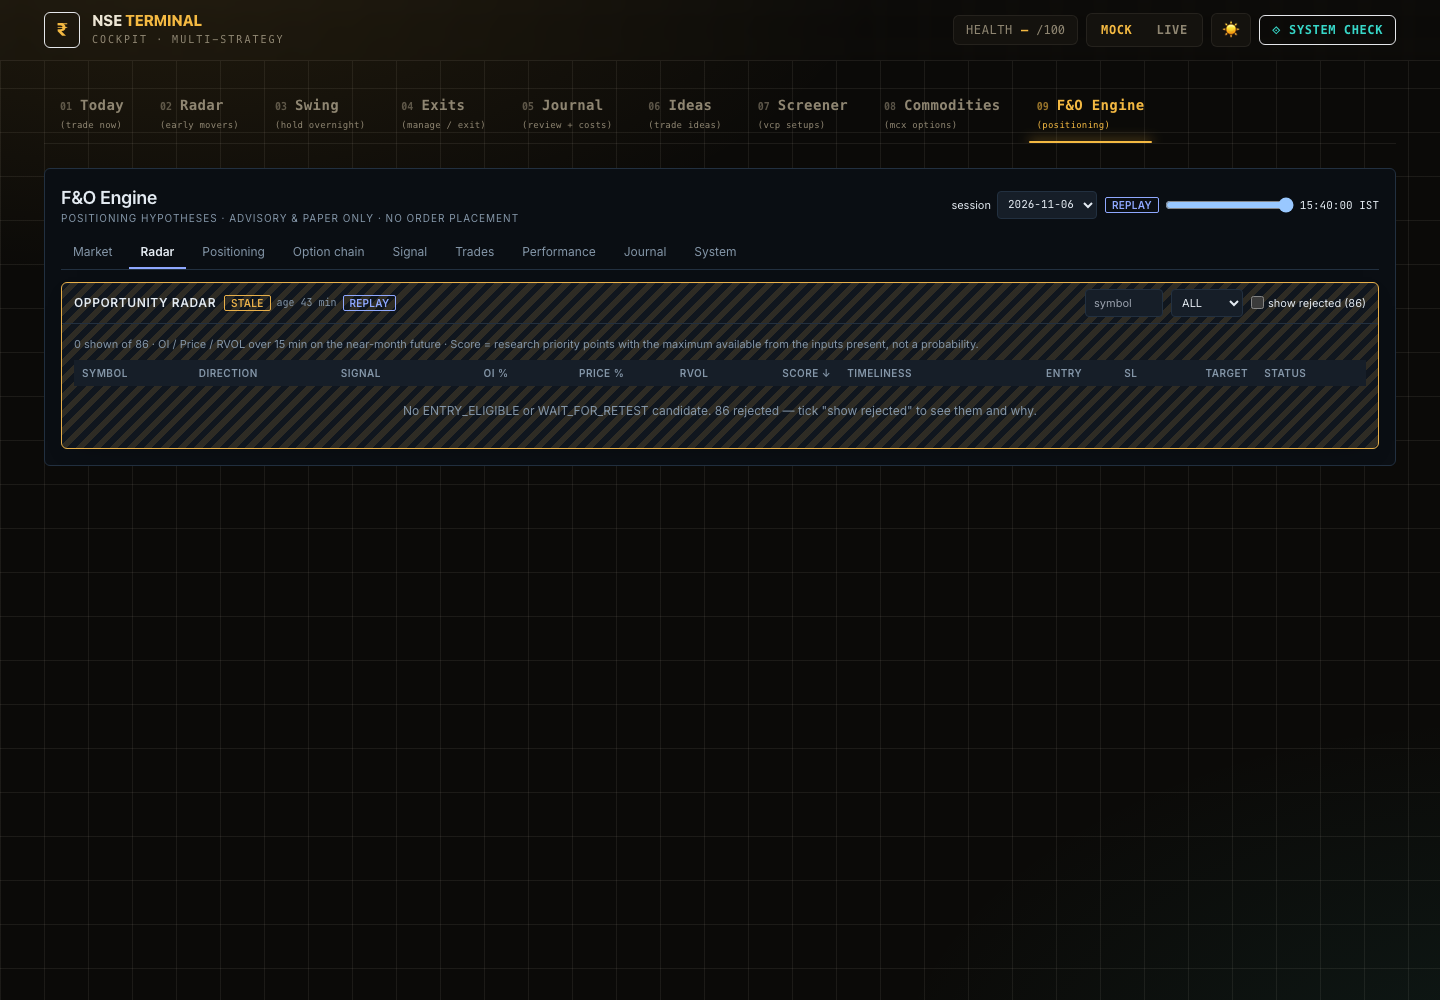 ₹
NSE TERMINAL
COCKPIT · MULTI-STRATEGY
HEALTH — /100
MOCK LIVE
◇ SYSTEM CHECK
01 Today
(trade now)
02 Radar
(early movers)
03 Swing
(hold overnight)
04 Exits
(manage / exit)
05 Journal
(review + costs)
06 Ideas
(trade ideas)
07 Screener
(vcp setups)
08 Commodities
(mcx options)
09 F&O Engine
(positioning)
F&O Engine
POSITIONING HYPOTHESES · ADVISORY & PAPER ONLY · NO ORDER PLACEMENT
session 2026-11-06 REPLAY 15:40:00 IST
Market Radar Positioning Option chain Signal Trades Performance Journal System
OPPORTUNITY RADAR STALE age 43 min REPLAY
symbol ALL show rejected (86)
0 shown of 86 · OI / Price / RVOL over 15 min on the near-month future · Score = research priority points with the maximum available from the inputs present, not a probability.
SYMBOL DIRECTION SIGNAL OI % PRICE % RVOL SCORE ↓ TIMELINESS ENTRY SL TARGET STATUS
No ENTRY_ELIGIBLE or WAIT_FOR_RETEST candidate. 86 rejected — tick "show rejected" to see them and why.